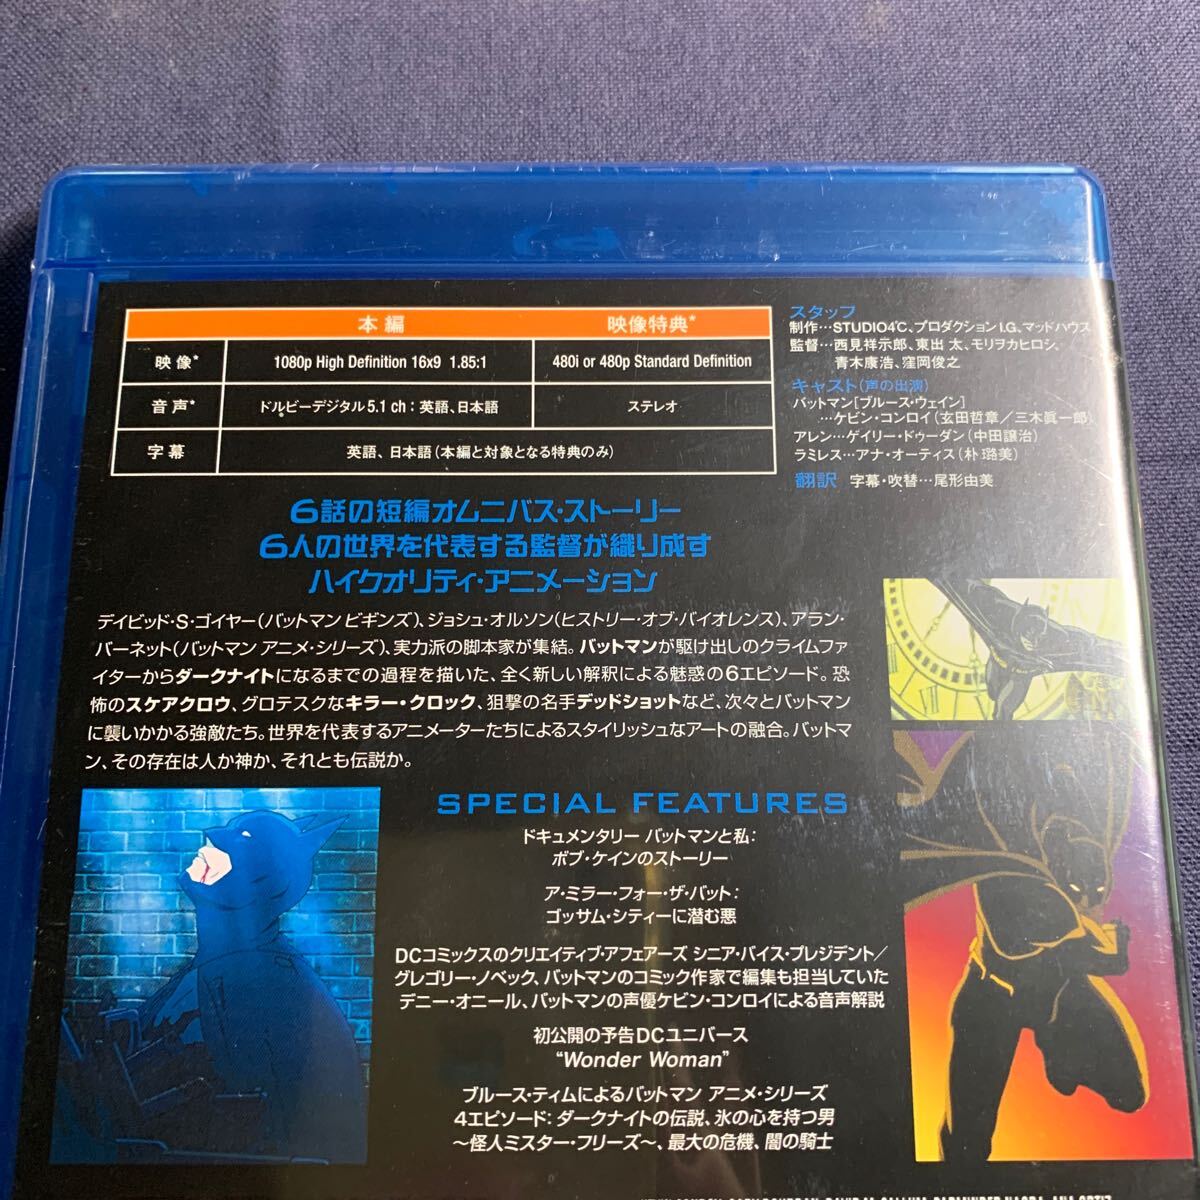 本編 映像特典*
映像* 1080p High Definition 16x9 1.85:1 480i or 480p Standard Definition
音声* ドルビーデジタル5.1 ch：英語、日本語 ステレオ
字幕 英語、日本語（本編と対象となる特典のみ）
スタッフ
制作…STUDIO4℃、プロダクションI.G、マッドハウス
監督…西見祥示郎、東出 太、モリヲカヒロシ、
青木康浩、窪岡俊之
キャスト（声の出演）
バットマン［ブルース・ウェイン］
…ケビン・コンロイ（玄田哲章／三木眞一郎）
アレン…ゲイリー・ドゥーダン（中田譲治）
ラミレス…アナ・オーティス（朴 璐美）
翻訳 字幕・吹替…尾形由美
6話の短編オムニバス・ストーリー
6人の世界を代表する監督が織り成す
ハイクオリティ・アニメーション
デイビッド・S・ゴイヤー（バットマン ビギンズ）、ジョシュ・オルソン（ヒストリー・オブ・バイオレンス）、アラン・
バーネット（バットマン アニメ・シリーズ）、実力派の脚本家が集結。バットマンが駆け出しのクライムファ
イターからダークナイトになるまでの過程を描いた、全く新しい解釈による魅惑の6エピソード。恐
怖のスケアクロウ、グロテスクなキラー・クロック、狙撃の名手デッドショットなど、次々とバットマン
に襲いかかる強敵たち。世界を代表するアニメーターたちによるスタイリッシュなアートの融合。バットマ
ン、その存在は人か神か、それとも伝説か。
SPECIAL FEATURES
ドキュメンタリー バットマンと私：
ボブ・ケインのストーリー
ア・ミラー・フォー・ザ・バット：
ゴッサム・シティーに潜む悪
DCコミックスのクリエイティブ・アフェアーズ シニア・バイス・プレジデント／
グレゴリー・ノベック、バットマンのコミック作家で編集も担当していた
デニー・オニール、バットマンの声優ケビン・コンロイによる音声解説
初公開の予告DCユニバース
“Wonder Woman”
ブルース・ティムによるバットマン アニメ・シリーズ
4エピソード：ダークナイトの伝説、氷の心を持つ男
〜怪人ミスター・フリーズ〜、最大の危機、闇の騎士